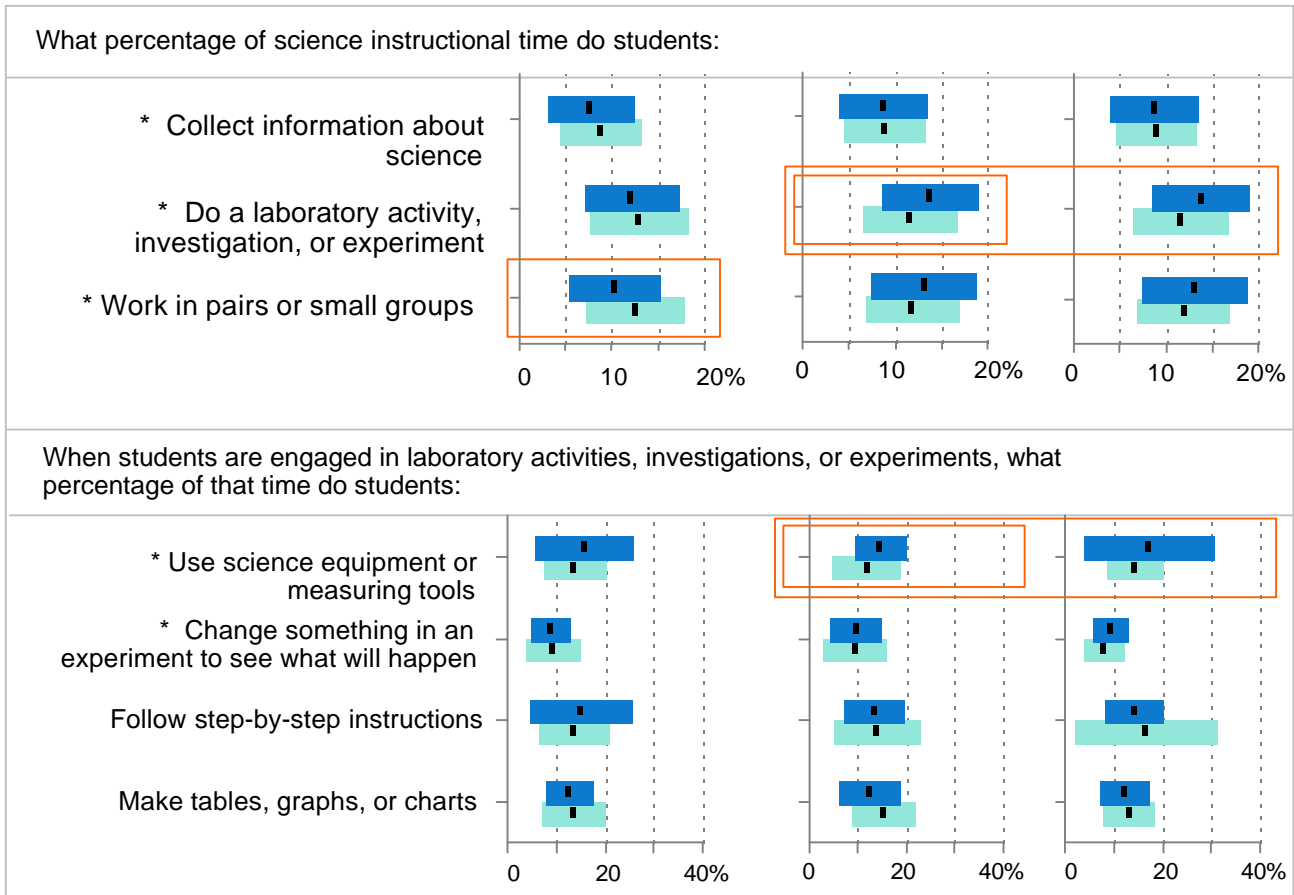 What percentage of science instructional time do students:
* Collect information about
science
* Do a laboratory activity,
investigation, or experiment
* Work in pairs or small groups
0 10 20% 0 10 20% 0 10 20%
When students are engaged in laboratory activities, investigations, or experiments, what
percentage of that time do students:
* Use science equipment or
measuring tools
* Change something in an
experiment to see what will happen
Follow step-by-step instructions
Make tables, graphs, or charts
0 20 40% 0 20 40% 0 20 40%